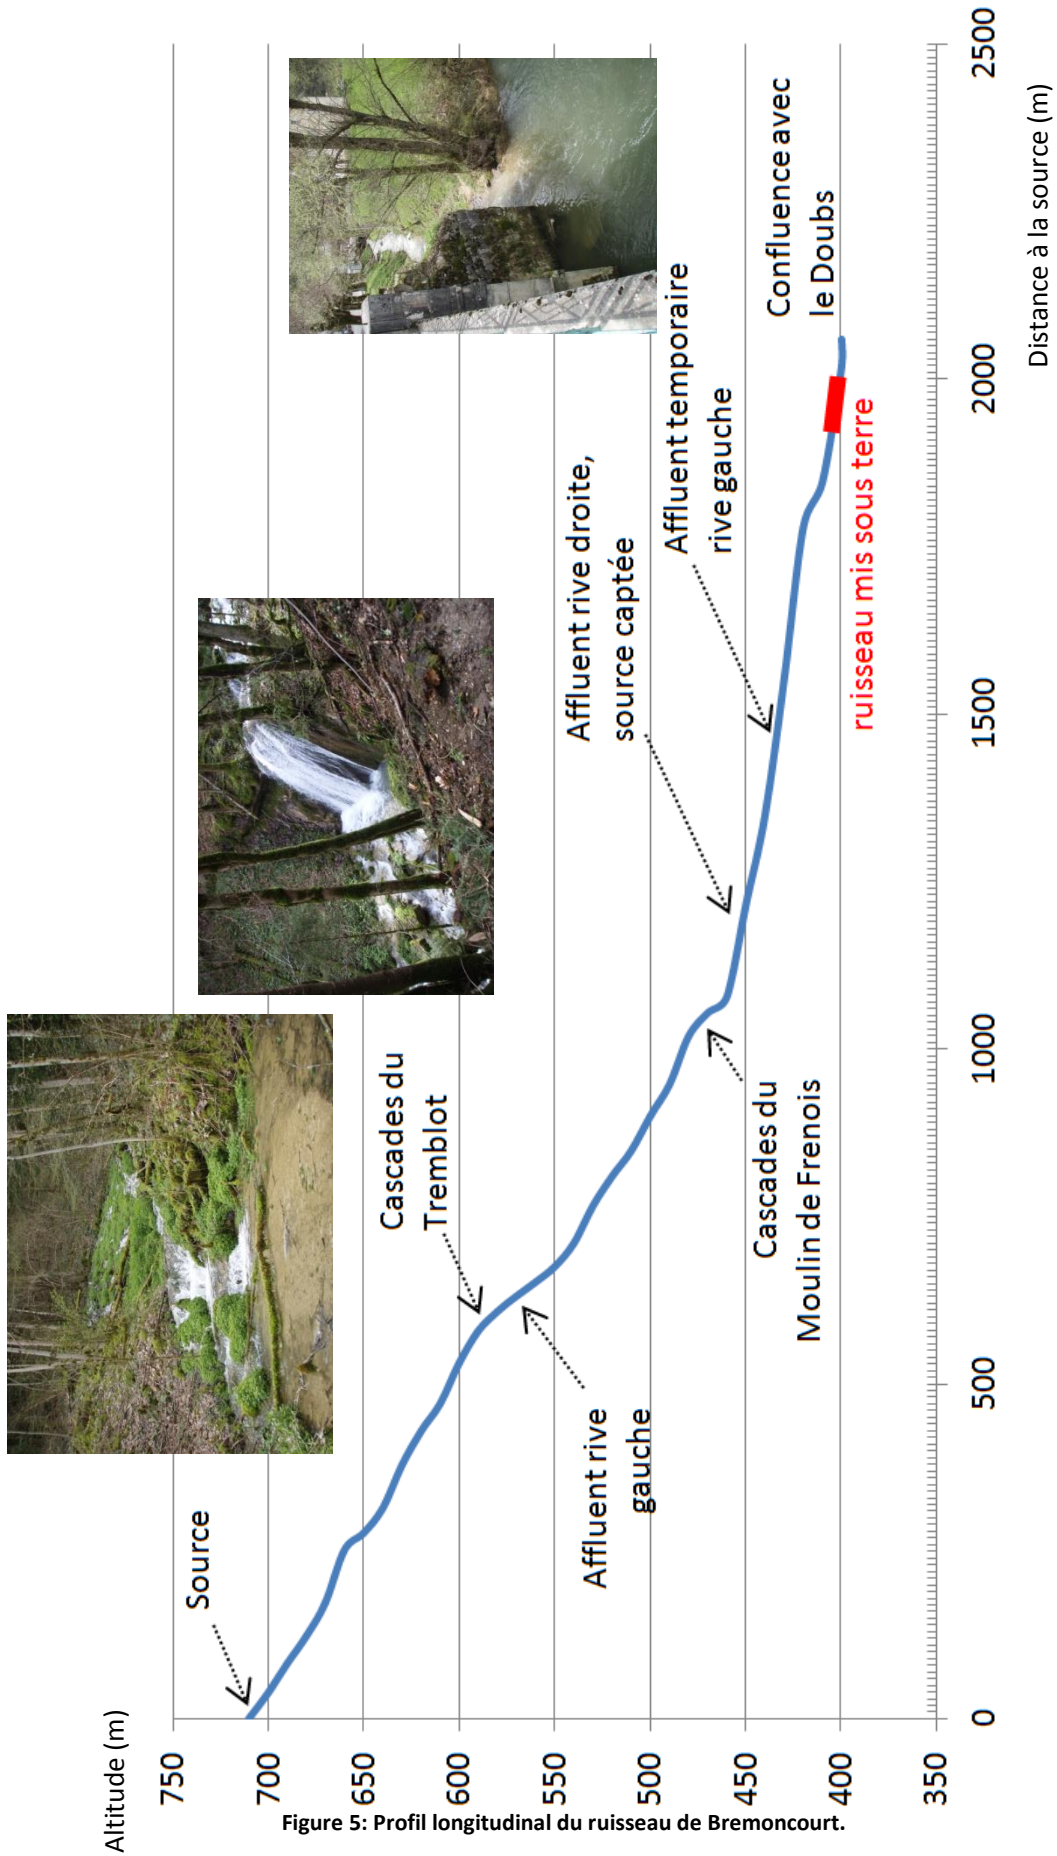 Altitude (m)
750
700
650
600
550
500
450
400
350
Source
Cascades du
Tremblot
Affluent rive
gauche
Cascades du
Moulin de Frenois
Affluent rive droite,
source captée
Affluent temporaire
rive gauche
Confluence avec
le Doubs
ruisseau mis sous terre
0
500
1000
1500
2000
2500
Distance à la source (m)
Figure 5: Profil longitudinal du ruisseau de Bremoncourt.